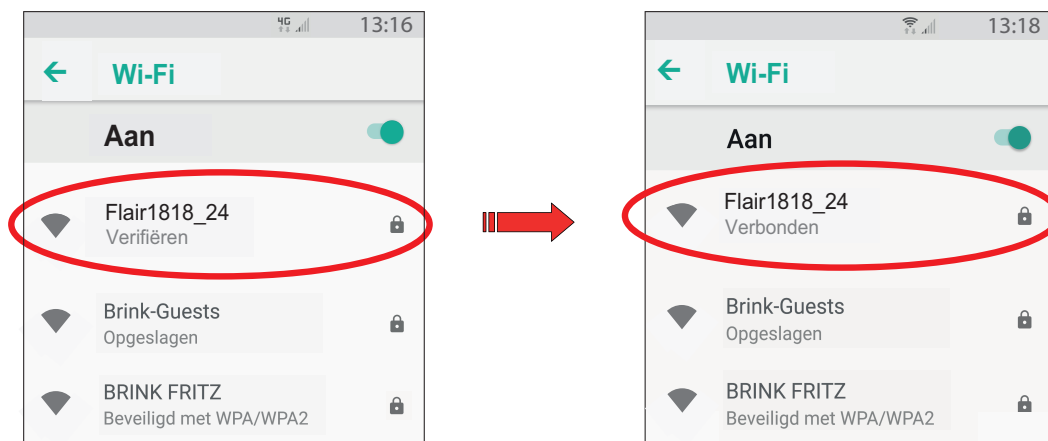 4G 13:16
Wi-Fi
Aan
Flair1818_24
Verifiëren
Brink-Guests
Opgeslagen
BRINK FRITZ
Beveiligd met WPA/WPA2
13:18
Wi-Fi
Aan
Flair1818_24
Verbonden
Brink-Guests
Opgeslagen
BRINK FRITZ
Beveiligd met WPA/WPA2